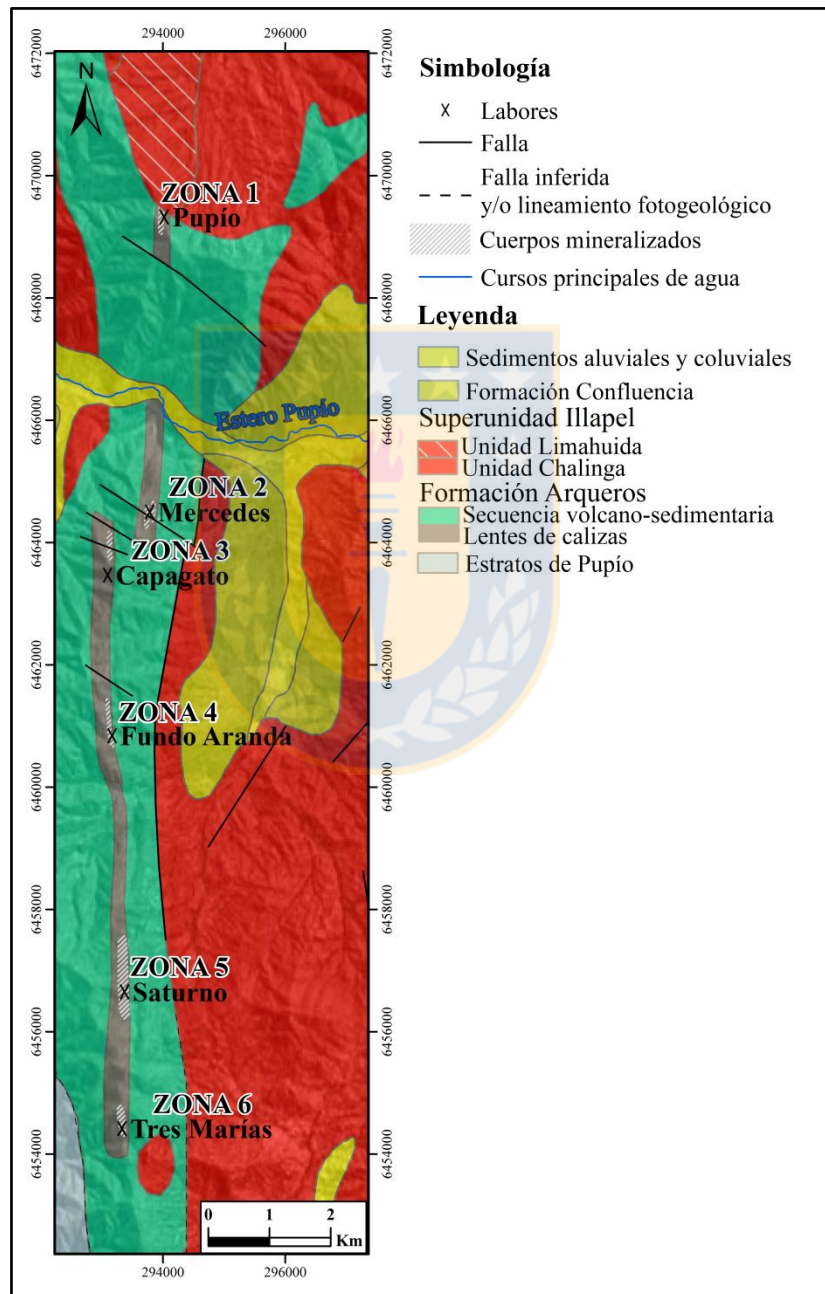 294000 296000
6472000 6472000
N
6470000 6470000
ZONA 1
Pupío
6468000 6468000
Estero Pupío
6466000 6466000
ZONA 2
Mercedes
6464000 6464000
ZONA 3
Capagato
6462000 6462000
ZONA 4
Fundo Aranda
6460000 6460000
6458000 6458000
ZONA 5
Saturno
6456000 6456000
ZONA 6
Tres Marías
6454000 6454000
0 1 2
Km
294000 296000
Simbología
Labores
Falla
Falla inferida
y/o lineamiento fotogeológico
Cuerpos mineralizados
Cursos principales de agua
Leyenda
Sedimentos aluviales y coluviales
Formación Confluencia
Superunidad Illapel
Unidad Limahuida
Unidad Chalinga
Formación Arqueros
Secuencia volcano-sedimentaria
Lentes de calizas
Estratos de Pupío